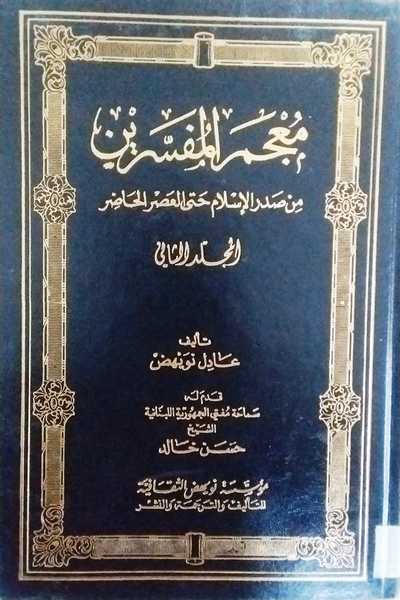 معجم المفسرين
من صدر الإسلام حتى العصر الحاضر
المجلد الثاني
تأليف
عادل نويهض
قدم له
سماحة مفتي الجمهورية اللبنانية
الشيخ
حسن خالد
مؤسسة نويهض الثقافية
للتأليف والترجمة والنشر